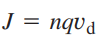 J = nqv_d